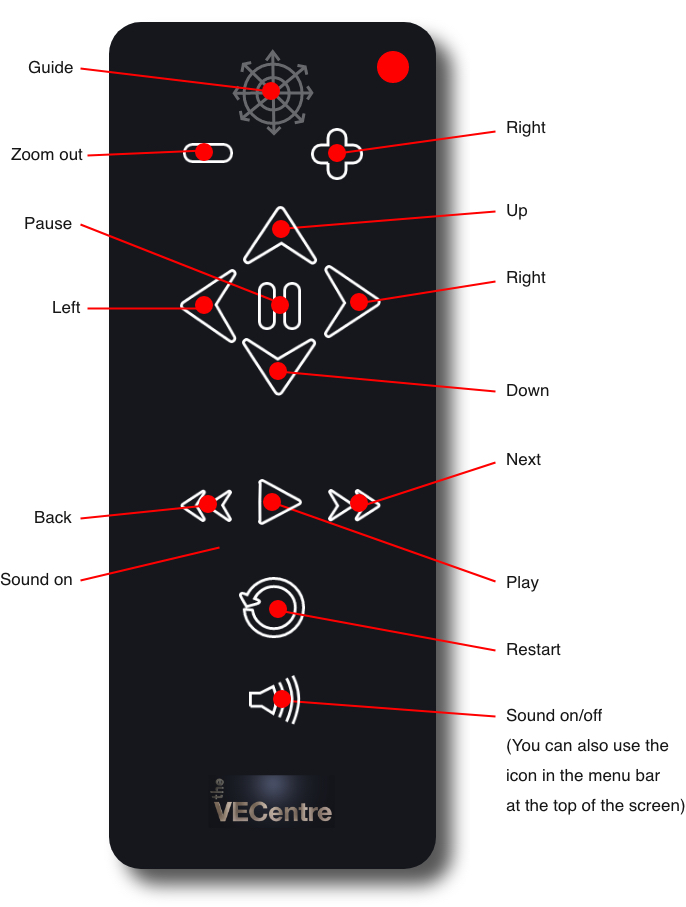 Guide
Right
Zoom out
Up
Pause
Right
Left
Down
Next
Back
Sound on
Play
Restart
Sound on/off
(You can also use the
icon in the menu bar
at the top of the screen)
the
VECentre